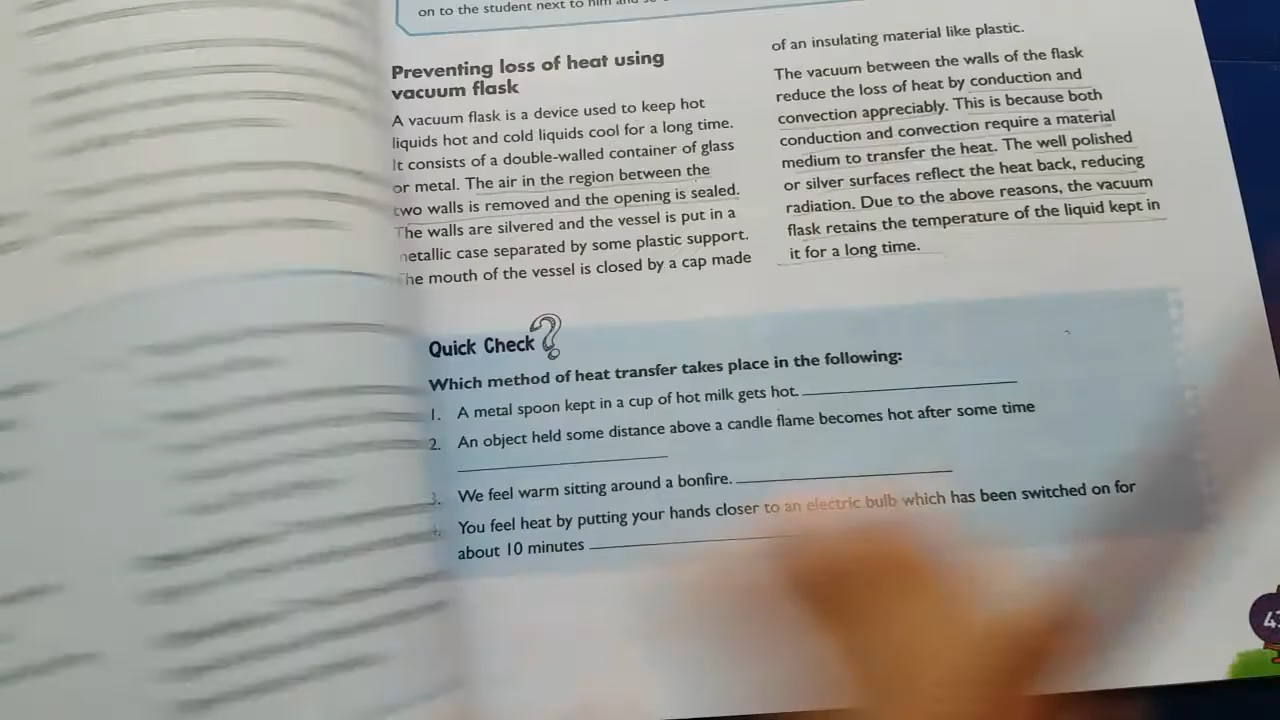 on to the student next to him and
Preventing loss of heat using
vacuum flask
A vacuum flask is a device used to keep hot
liquids hot and cold liquids cool for a long time.
It consists of a double-walled container of glass
or metal. The air in the region between the
two walls is removed and the opening is sealed.
The walls are silvered and the vessel is put in a
metallic case separated by some plastic support.
The mouth of the vessel is closed by a cap made
of an insulating material like plastic.
The vacuum between the walls of the flask
reduce the loss of heat by conduction and
convection appreciably. This is because both
conduction and convection require a material
medium to transfer the heat. The well polished
or silver surfaces reflect the heat back, reducing
radiation. Due to the above reasons, the vacuum
flask retains the temperature of the liquid kept in
it for a long time.
Quick Check?
Which method of heat transfer takes place in the following:
1. A metal spoon kept in a cup of hot milk gets hot.
2. An object held some distance above a candle flame becomes hot after some time
3. We feel warm sitting around a bonfire.
4. You feel heat by putting your hands closer to an electric bulb which has been switched on for
about 10 minutes